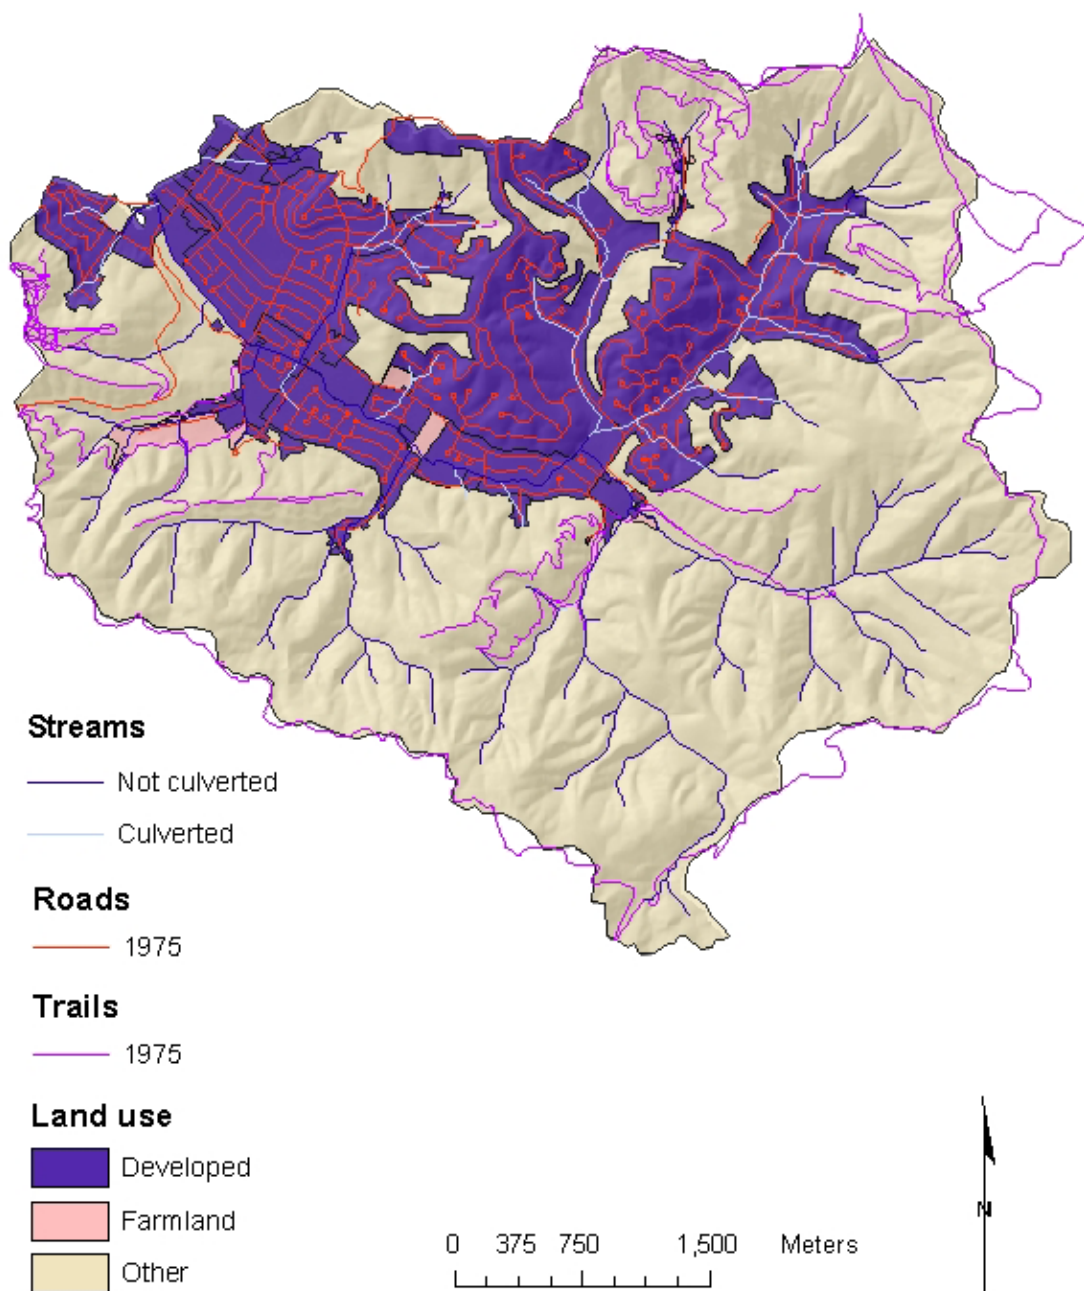 Streams
Not culverted
Culverted
Roads
1975
Trails
1975
Land use
Developed
Farmland
Other
0 375 750 1,500 Meters
N